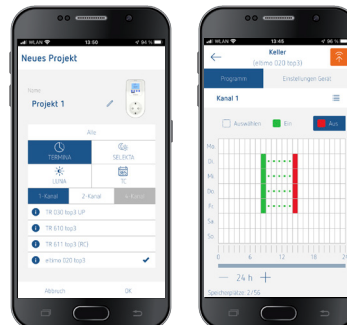 WLAN 13:50 94 %
Neues Projekt
Name
Projekt 1
Alle
TERMINA
SELEKTA
LUNA
TC
1-Kanal
2-Kanal
TR 030 top3 UP
TR 610 top3
TR 611 top3 (RC)
eltimo 020 top3
Abbruch
OK
WLAN 13:45 96 %
Keller
(eltimo 020 top3)
Programm
Einstellungen Gerät
Kanal 1
Auswählen
Ein
Aus
Mo.
Di.
Mi.
Do.
Fr.
Sa.
So.
0 6 12 18
24 h
Speicherplätze: 2/56